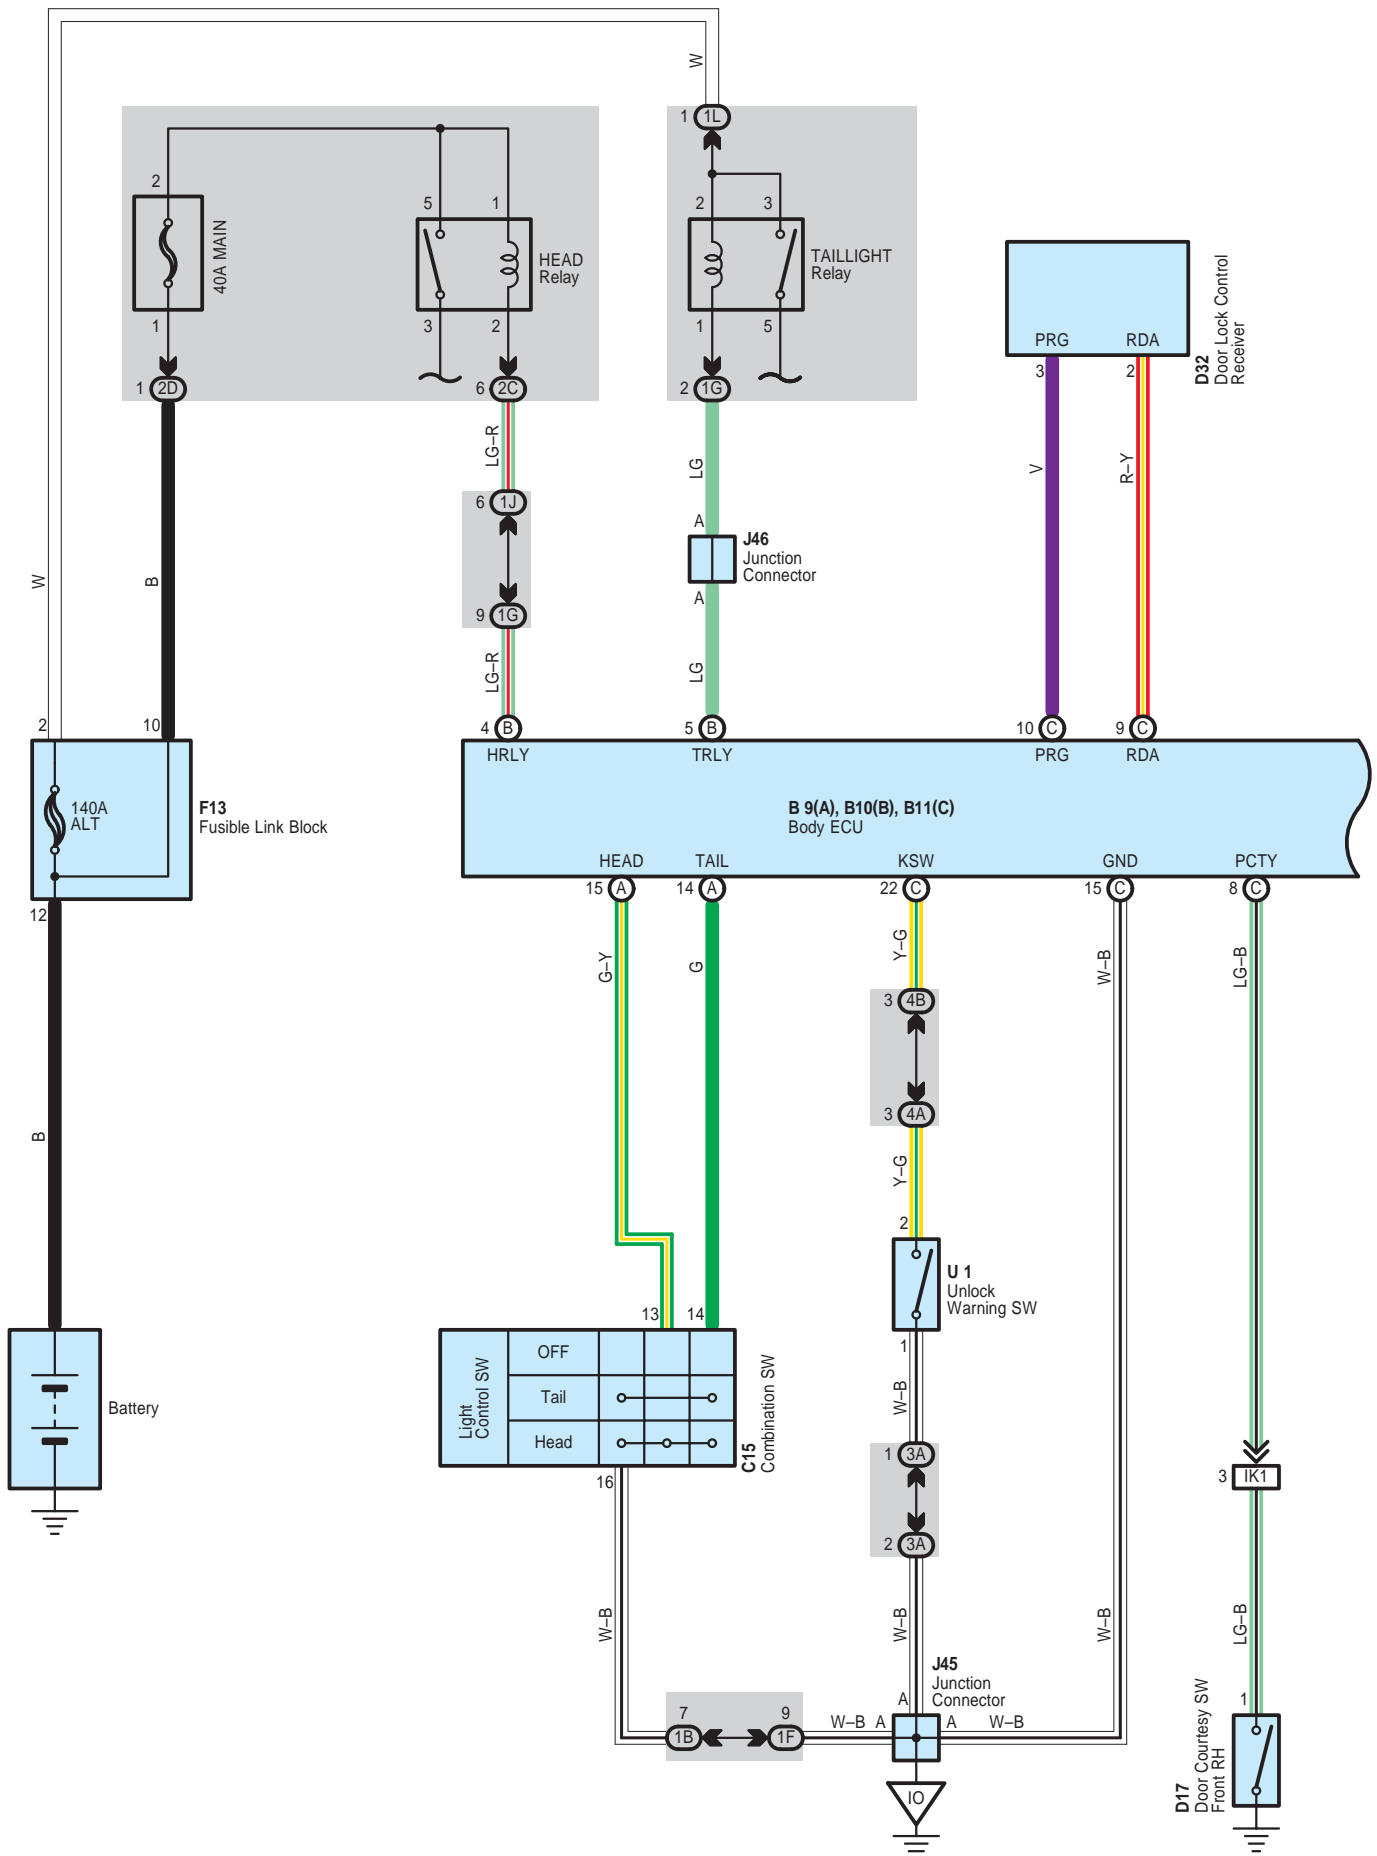 W
1 1L
2
40A MAIN
1
1 2D
5 1
HEAD
Relay
3 2
6 2C
2 3
TAILLIGHT
Relay
1 5
2 1G
PRG RDA
D32
Door Lock Control
Receiver
3 2
LG–R
LG
V
R–Y
6 1J
A
J46
Junction
Connector
A
W
B
9 1G
LG–R
LG
2 10
4 B
5 B
10 C
9 C
HRLY TRLY PRG RDA
140A
ALT
F13
Fusible Link Block
B 9(A), B10(B), B11(C)
Body ECU
HEAD TAIL KSW GND PCTY
15 A
14 A
22 C
15 C
8 C
12
G–Y
G
Y–G
W–B
LG–B
3 4B
3 4A
B
Y–G
2
U 1
Unlock
Warning SW
1
13 14
Light
Control SW
OFF
Tail
Head
C15
Combination SW
16
Battery
W–B
1 3A
2 3A
3 IK1
W–B
W–B
W–B
LG–B
J45
Junction
Connector
A
7
1B
9
1F
W–B A
A W–B
IO
1
D17
Door Courtesy SW
Front RH